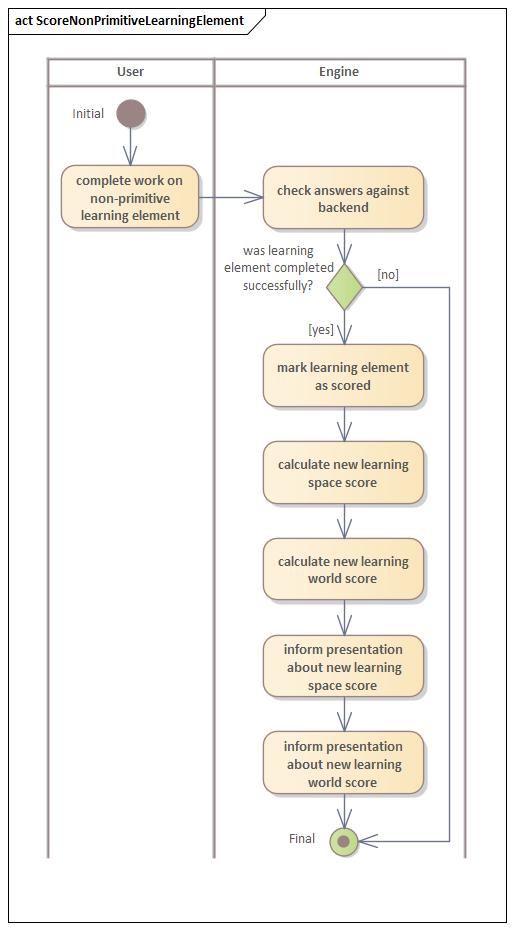 act ScoreNonPrimitiveLearningElement
User
Engine
Initial
complete work on
non-primitive
learning element
check answers against
backend
was learning
element completed
successfully?
[no]
[yes]
mark learning element
as scored
calculate new learning
space score
calculate new learning
world score
inform presentation
about new learning
space score
inform presentation
about new learning
world score
Final